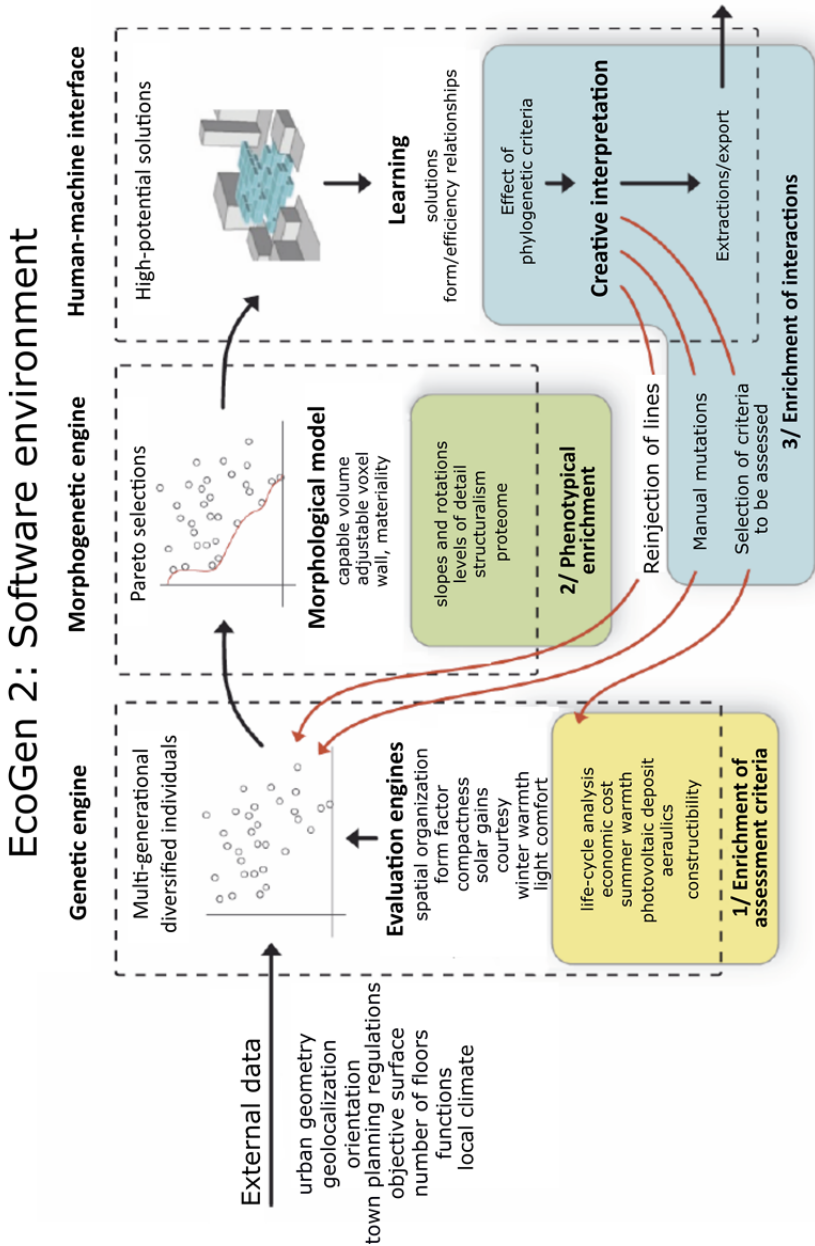 EcoGen 2: Software environment
External data
urban geometry
geolocalization
orientation
town planning regulations
objective surface
number of floors
functions
local climate
Genetic engine
Multi-generational
diversified individuals
Evaluation engines
spatial organization
form factor
compactness
solar gains
courtesy
winter warmth
light comfort
life-cycle analysis
economic cost
summer warmth
photovoltaic deposit
aeraulics
constructibility
1/ Enrichment of
assessment criteria
Morphogenetic engine
Pareto selections
Morphological model
capable volume
adjustable voxel
wall, materiality
slopes and rotations
levels of detail
structuralism
proteome
2/ Phenotypical
enrichment
Human-machine interface
High-potential solutions
Learning
solutions
form/efficiency relationships
Effect of
phylogenetic criteria
Creative interpretation
Extractions/export
Reinjection of lines
Manual mutations
Selection of criteria
to be assessed
3/ Enrichment of interactions